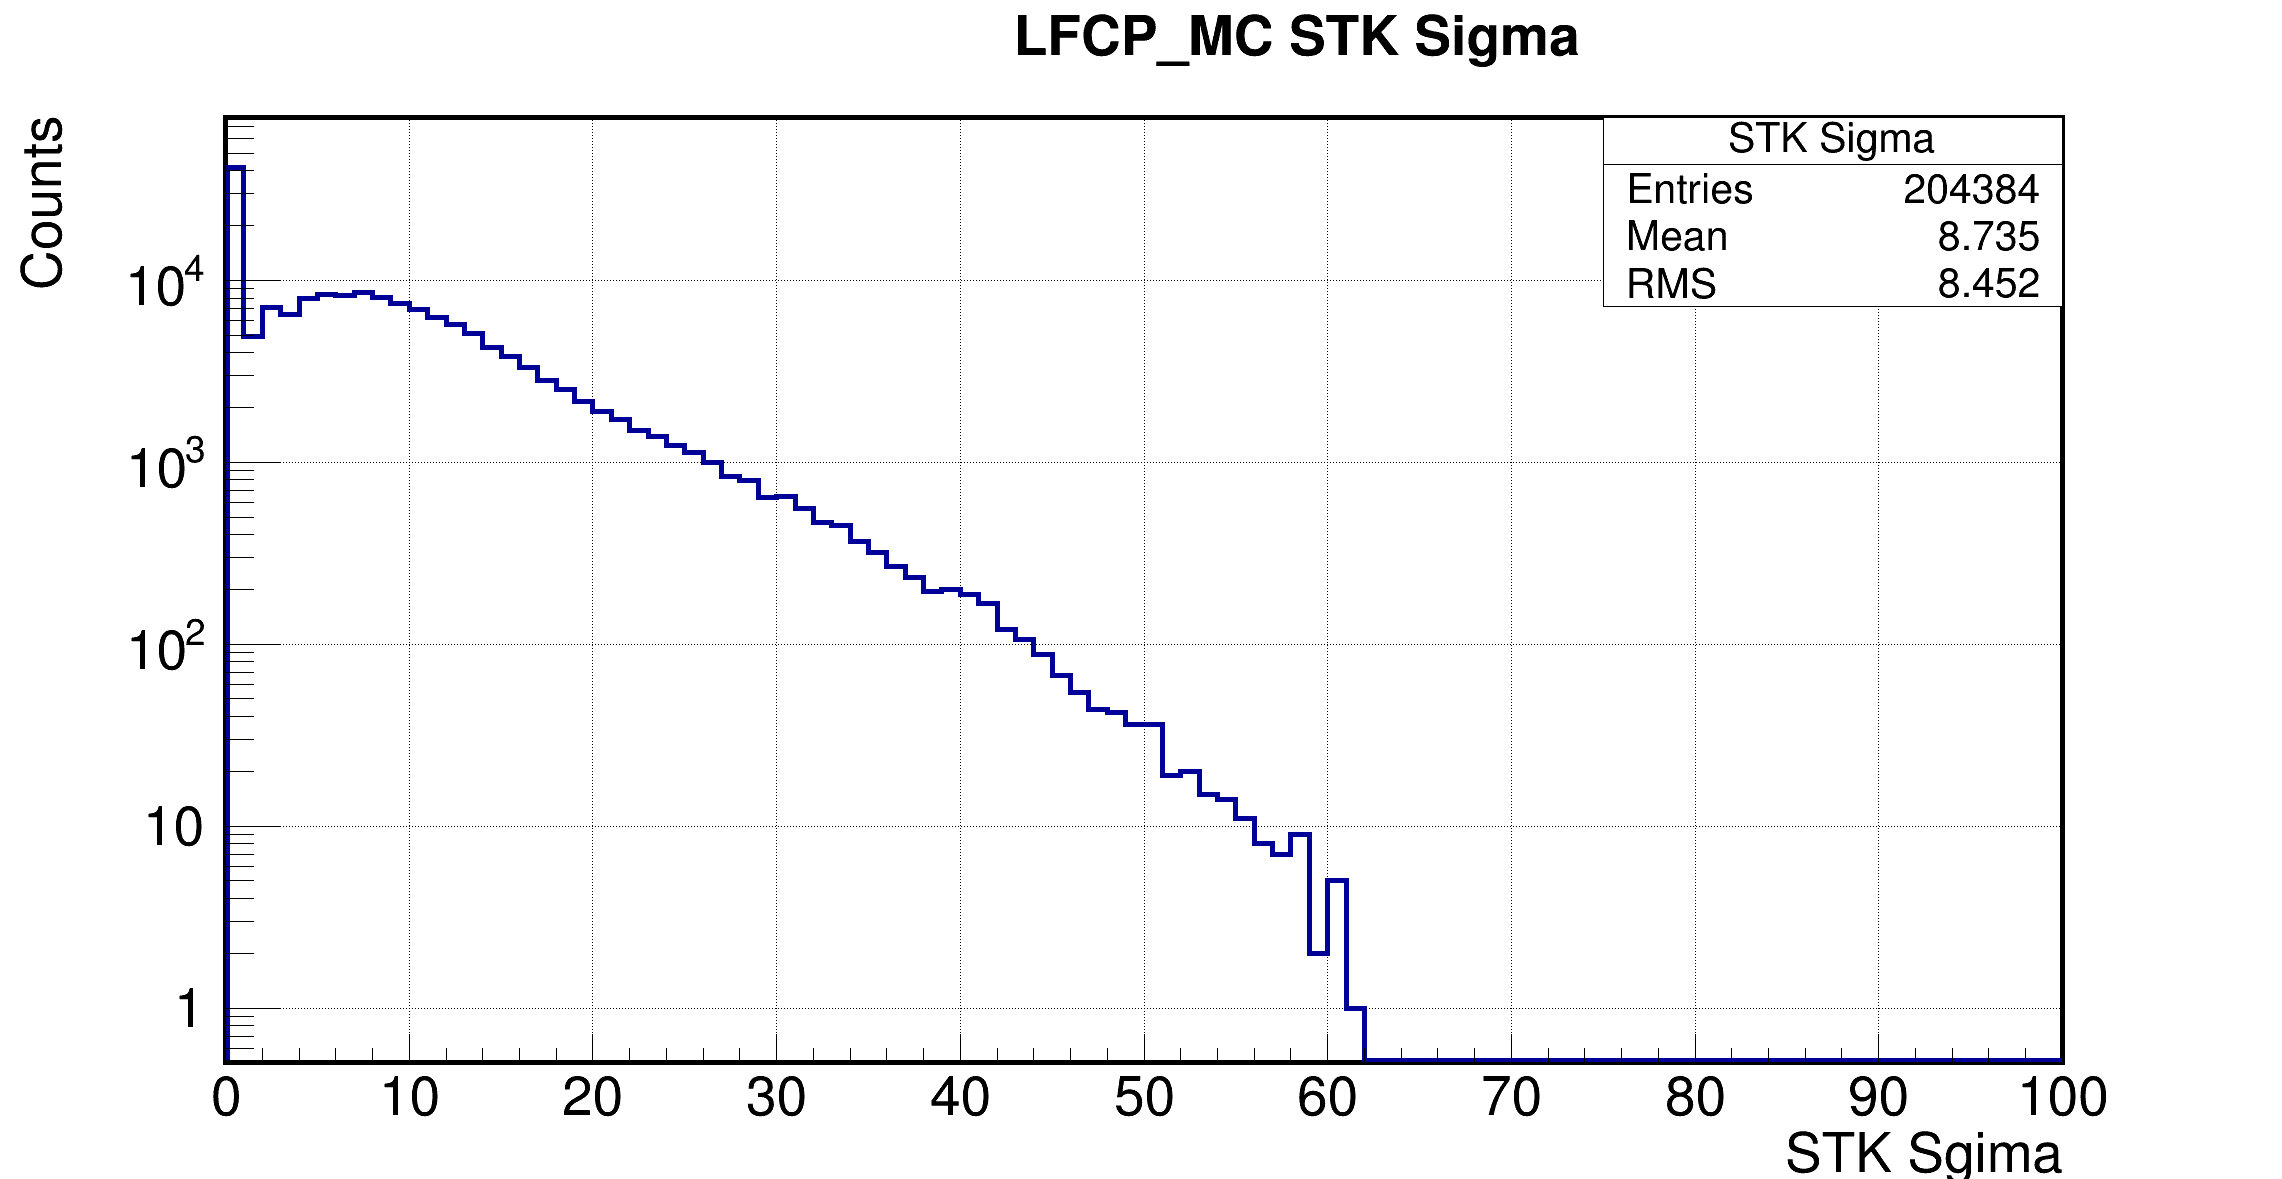 LFCP_MC STK Sigma
Counts
STK Sigma
Entries 204384
Mean 8.735
RMS 8.452
10^4
10^3
10^2
10
1
0 10 20 30 40 50 60 70 80 90 100
STK Sgima